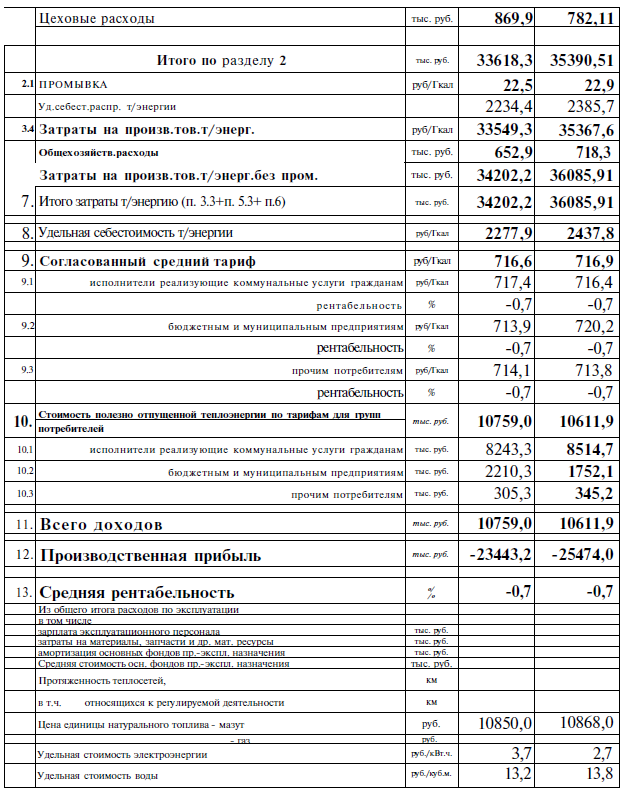 Цеховые расходы тыс. руб. 869,9 782,11
Итого по разделу 2 тыс. руб. 33618,3 35390,51
2.1 ПРОМЫВКА руб/Гкал 22,5 22,9
Уд.себест.распр. т/энергии 2234,4 2385,7
3.4 Затраты на произв.тов.т/энерг. руб/Гкал 33549,3 35367,6
Общехозяйств.расходы тыс. руб. 652,9 718,3
Затраты на произв.тов.т/энерг.без пром. тыс. руб. 34202,2 36085,91
7. Итого затраты т/энергию (п. 3.3+п. 5.3+ п.6) тыс. руб. 34202,2 36085,91
8. Удельная себестоимость т/энергии руб/Гкал 2277,9 2437,8
9. Согласованный средний тариф руб/Гкал 716,6 716,9
9.1 исполнители реализующие коммунальные услуги гражданам руб/Гкал 717,4 716,4
рентабельность % -0,7 -0,7
9.2 бюджетным и муниципальным предприятиям руб/Гкал 713,9 720,2
рентабельность % -0,7 -0,7
9.3 прочим потребителям руб/Гкал 714,1 713,8
рентабельность % -0,7 -0,7
10. Стоимость полезно отпущенной теплоэнергии по тарифам для групп
потребителей тыс. руб. 10759,0 10611,9
10.1 исполнители реализующие коммунальные услуги гражданам тыс. руб. 8243,3 8514,7
10.2 бюджетным и муниципальным предприятиям тыс. руб. 2210,3 1752,1
10.3 прочим потребителям тыс. руб. 305,3 345,2
11. Всего доходов тыс. руб. 10759,0 10611,9
12. Производственная прибыль тыс. руб. -23443,2 -25474,0
13. Средняя рентабельность % -0,7 -0,7
Из общего итога расходов по эксплуатации
в том числе
зарплата эксплуатационного персонала тыс. руб.
затраты на материалы, запчасти и др. мат. ресурсы тыс. руб.
амортизация основных фондов пр.-экспл. назначения тыс. руб.
Средняя стоимость осн. фондов пр.-экспл. назначения тыс. руб.
Протяженность теплосетей, км
в т.ч. относящихся к регулируемой деятельности км
Цена единицы натурального топлива - мазут руб. 10850,0 10868,0
- газ руб.
Удельная стоимость электроенергии руб./кВт.ч. 3,7 2,7
Удельная стоимость воды руб./куб.м. 13,2 13,8